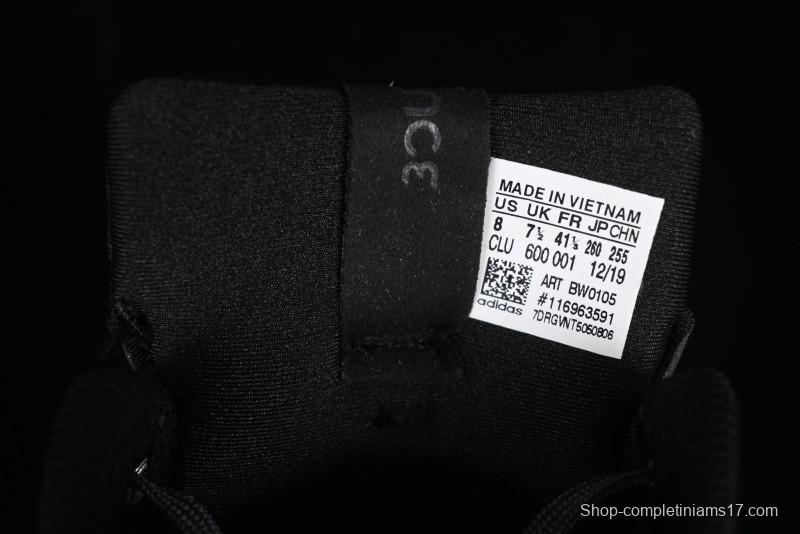 NCE
MADE IN VIETNAM
US UK FR JP CHN
8 7½ 41⅓ 260 255
CLU 600 001 12/19
ART BW0105
#116963591
adidas 7DRGVNT5050806
Shop-completiniams17.com